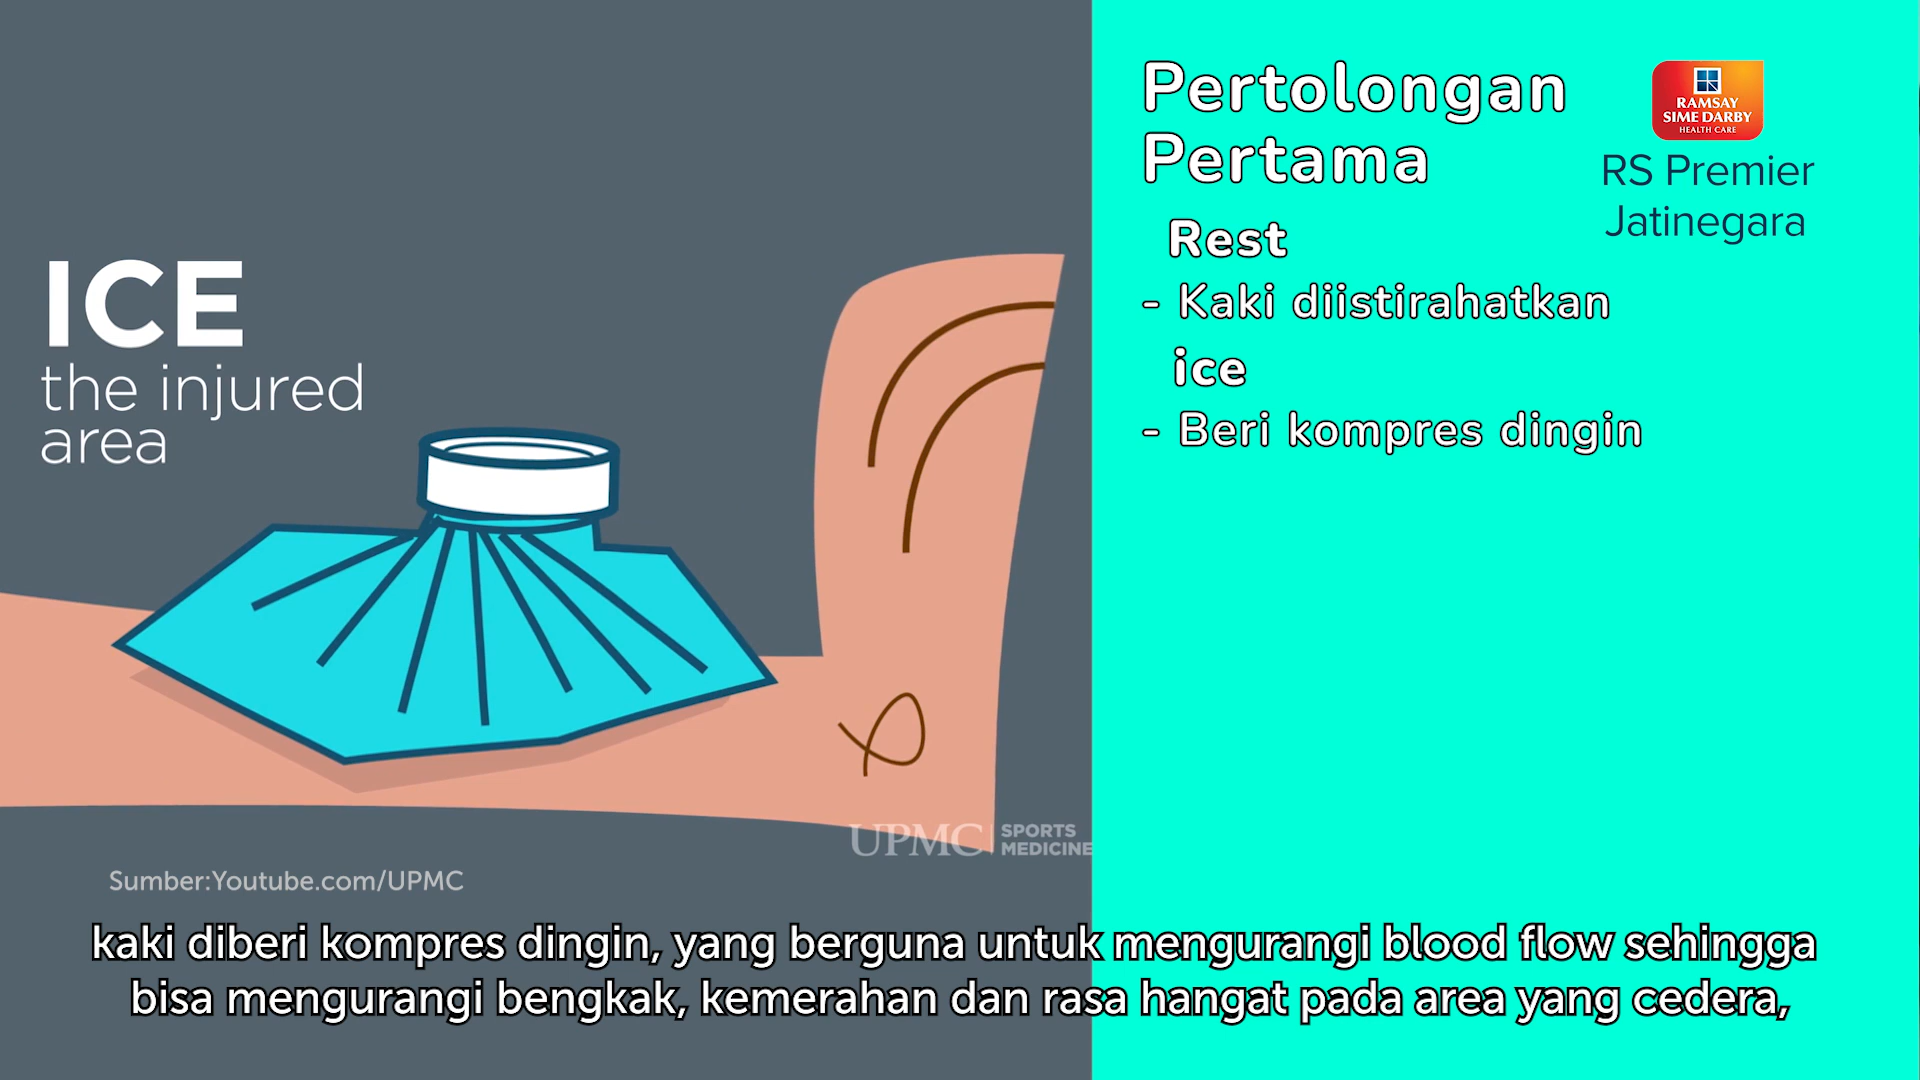 ICE
the injured
area
UPMC SPORTS
MEDICINE
Sumber:Youtube.com/UPMC
Pertolongan
Pertama
Rest
- Kaki diistirahatkan
ice
- Beri kompres dingin
RAMSAY
SIME DARBY
HEALTH CARE
RS Premier
Jatinegara
kaki diberi kompres dingin, yang berguna untuk mengurangi blood flow sehingga
bisa mengurangi bengkak, kemerahan dan rasa hangat pada area yang cedera,